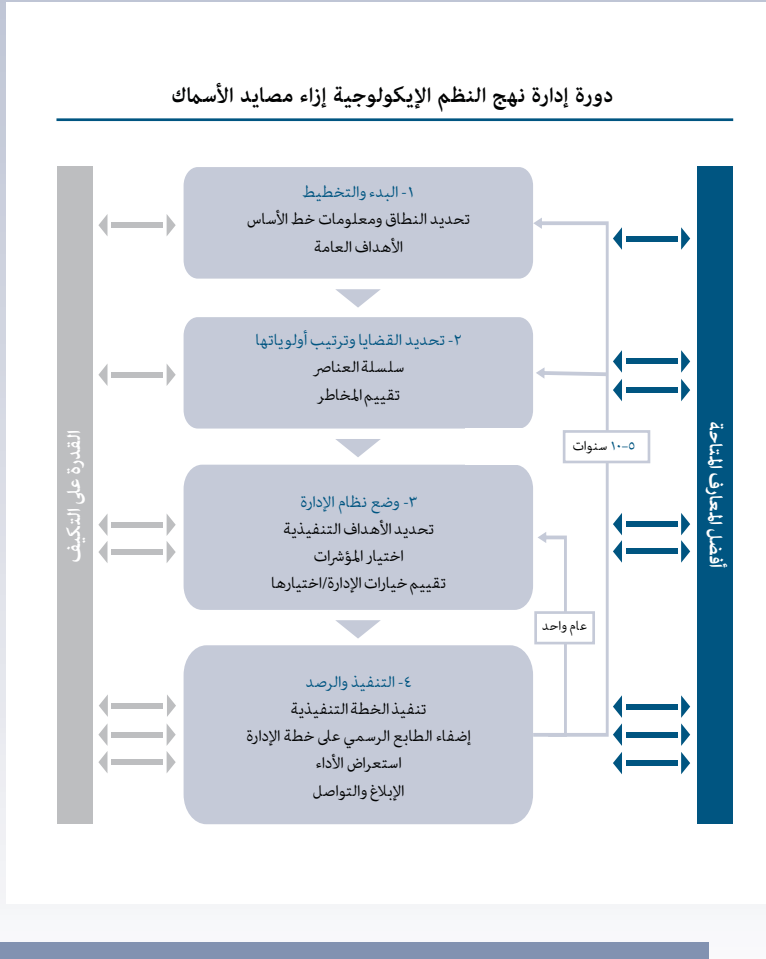 دورة إدارة نهج النظم الإيكولوجية إزاء مصايد الأسماك
١- البدء والتخطيط
تحديد النطاق ومعلومات خط الأساس
الأهداف العامة
٢- تحديد القضايا وترتيب أولوياتها
سلسلة العناصر
تقييم المخاطر
٥-١٠ سنوات
٣- وضع نظام الإدارة
تحديد الأهداف التنفيذية
اختيار المؤشرات
تقييم خيارات الإدارة/اختيارها
عام واحد
٤- التنفيذ والرصد
تنفيذ الخطة التنفيذية
إضفاء الطابع الرسمي على خطة الإدارة
استعراض الأداء
الإبلاغ والتواصل
أفضل المعارف المتاحة
القدرة على التكيف